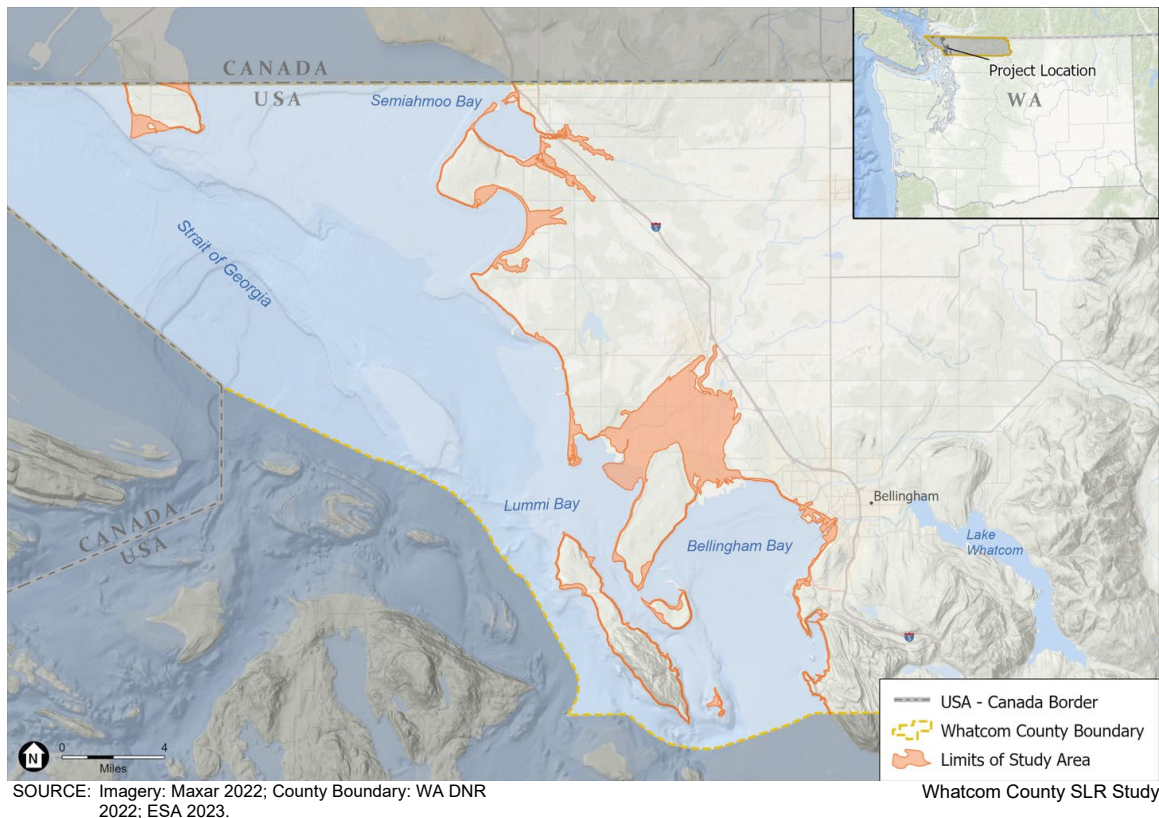 CANADA
USA
Semiahmoo Bay
Project Location
WA
Strait of Georgia
5
Lummi Bay
Bellingham
Bellingham Bay
Lake
Whatcom
CANADA
USA
5
N
0 4
Miles
USA - Canada Border
Whatcom County Boundary
Limits of Study Area
SOURCE: Imagery: Maxar 2022; County Boundary: WA DNR
2022; ESA 2023.
Whatcom County SLR Study